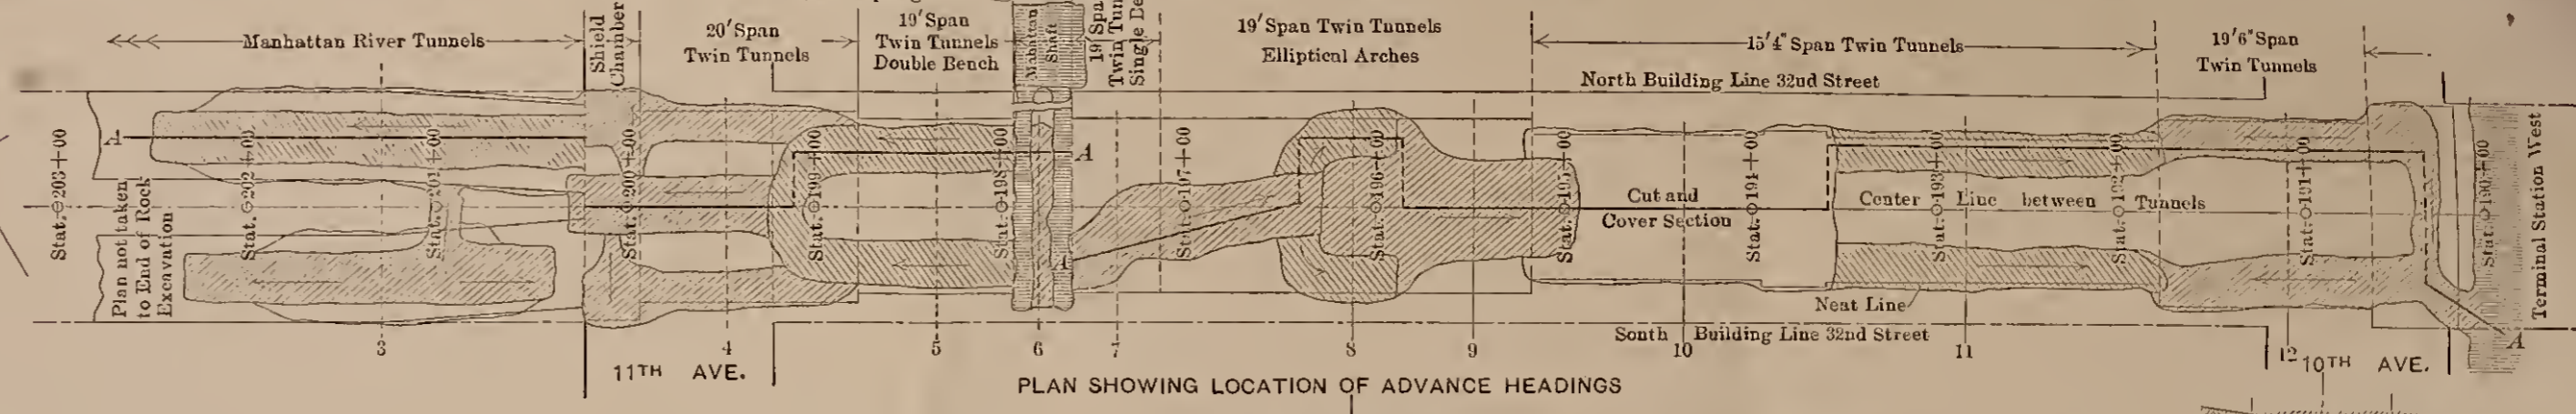 Manhattan River Tunnels
Shield
Chamber
20' Span
Twin Tunnels
19' Span
Twin Tunnels
Double Bench
Manhattan
Shaft
19' Spa
Twin Tun
Single De
19' Span Twin Tunnels
Elliptical Arches
15'4" Span Twin Tunnels
19'6" Span
Twin Tunnels
North Building Line 32ud Street
Stat. 203+00
A
Stat. 202+00
Stat. 201+00
Stat. 200+00
Stat. 199+00
Stat. 198+00
A
A
Stat. 197+00
Stat. 196+00
Stat. 195+00
Cut and
Cover Section
Stat. 191+00
Stat. 193+00
Stat. 192+00
Center Line between Tunnels
Stat. 191+00
Stat. 190+00
Terminal Station West
Plan not taken
to End of Rock
Excavation
Neat Line
South Building Line 32nd Street
A
3
4
5
6
7
8
9
10
11
12
11TH AVE.
10TH AVE.
PLAN SHOWING LOCATION OF ADVANCE HEADINGS